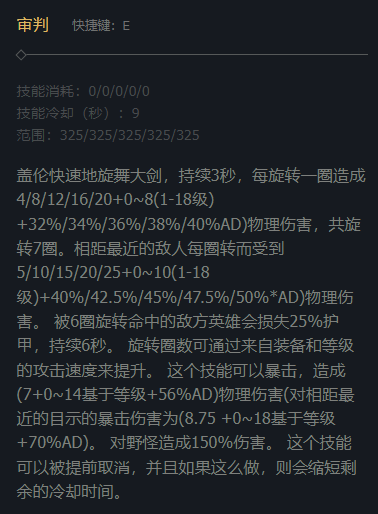 审判 快捷键：E
技能消耗：0/0/0/0/0
技能冷却（秒）：9
范围：325/325/325/325/325
盖伦快速地旋舞大剑，持续3秒，每旋转一圈造成
4/8/12/16/20+0~8(1-18级)
+32%/34%/36%/38%/40%AD)物理伤害，共旋
转7圈。相距最近的敌人每圈转而受到
5/10/15/20/25+0~10(1-18
级)+40%/42.5%/45%/47.5%/50%*AD)物理伤
害。 被6圈旋转命中的敌方英雄会损失25%护
甲，持续6秒。 旋转圈数可通过来自装备和等级
的攻击速度来提升。 这个技能可以暴击，造成
(7+0~14基于等级+56%AD)物理伤害(对相距最
近的目示的暴击伤害为(8.75 +0~18基于等级
+70%AD)。 对野怪造成150%伤害。 这个技能
可以被提前取消，并且如果这么做，则会缩短剩
余的冷却时间。